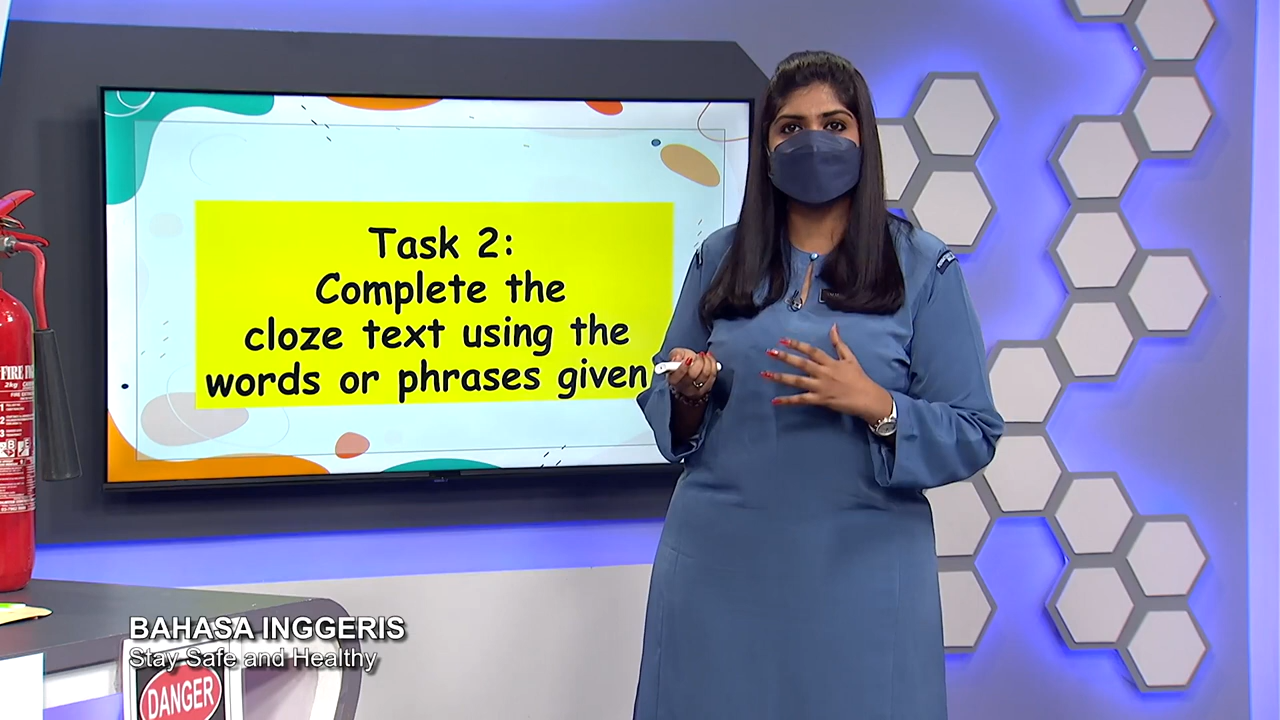 Task 2:
Complete the
cloze text using the
words or phrases given
FIRE
2kg
BAHASA INGGERIS
Stay Safe and Healthy
DANGER